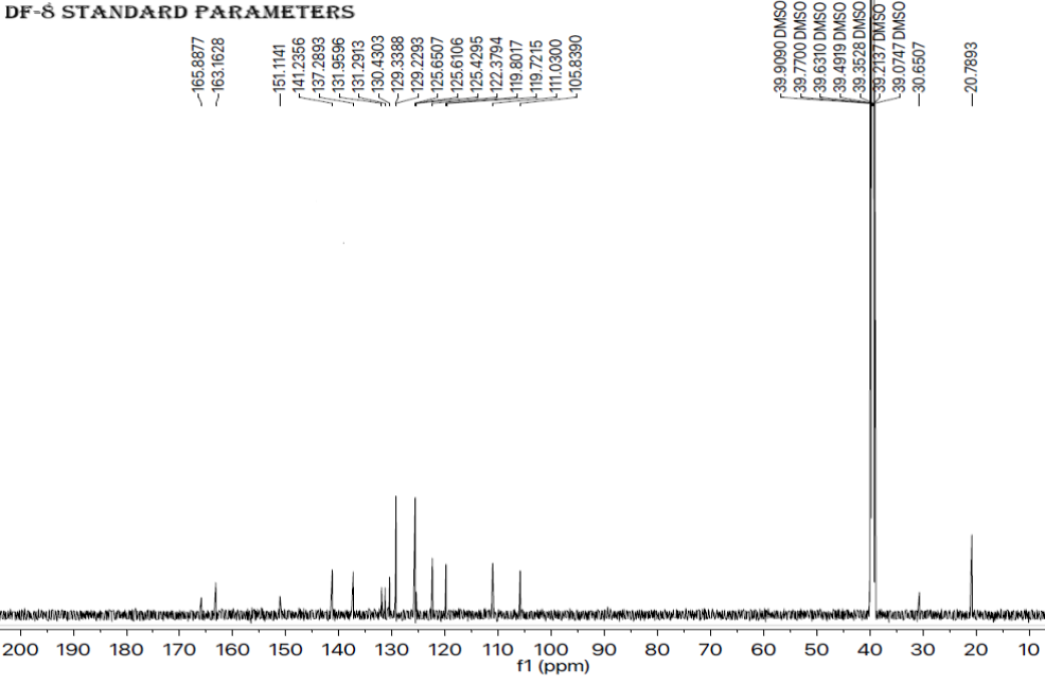 DF-8 STANDARD PARAMETERS
165.8877
163.1628
151.1141
141.2356
137.2893
131.9596
131.2913
130.4303
129.3388
129.2293
125.6507
125.6106
125.4295
122.3794
119.8017
119.7215
111.0300
105.8390
39.9090 DMSO
39.7700 DMSO
39.6310 DMSO
39.4919 DMSO
39.3528 DMSO
39.2137 DMSO
39.0747 DMSO
30.6507
20.7893
200 190 180 170 160 150 140 130 120 110 100 90 80 70 60 50 40 30 20 10
f1 (ppm)